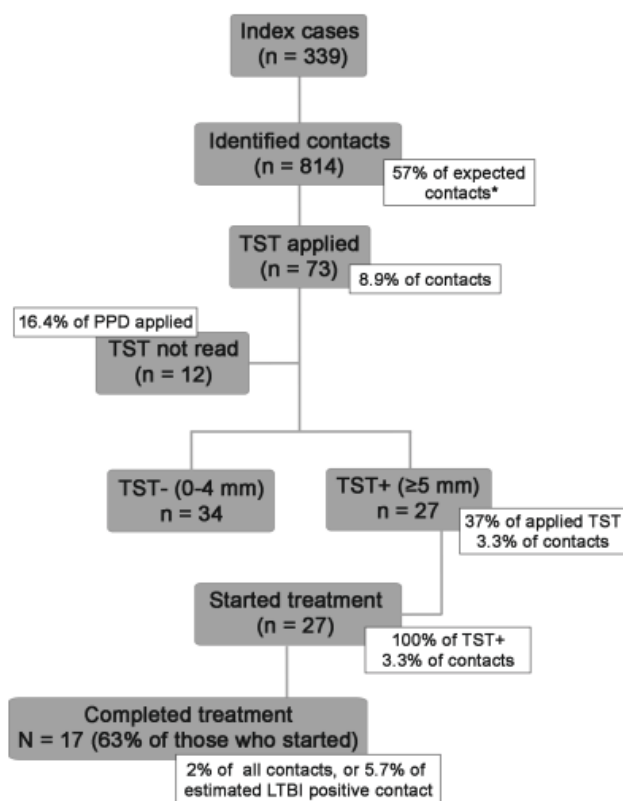 Index cases
(n = 339)
Identified contacts
(n = 814)
57% of expected
contacts*
TST applied
(n = 73)
8.9% of contacts
16.4% of PPD applied
TST not read
(n = 12)
TST- (0-4 mm)
n = 34
TST+ (≥5 mm)
n = 27
37% of applied TST
3.3% of contacts
Started treatment
(n = 27)
100% of TST+
3.3% of contacts
Completed treatment
N = 17 (63% of those who started)
2% of all contacts, or 5.7% of
estimated LTBI positive contact